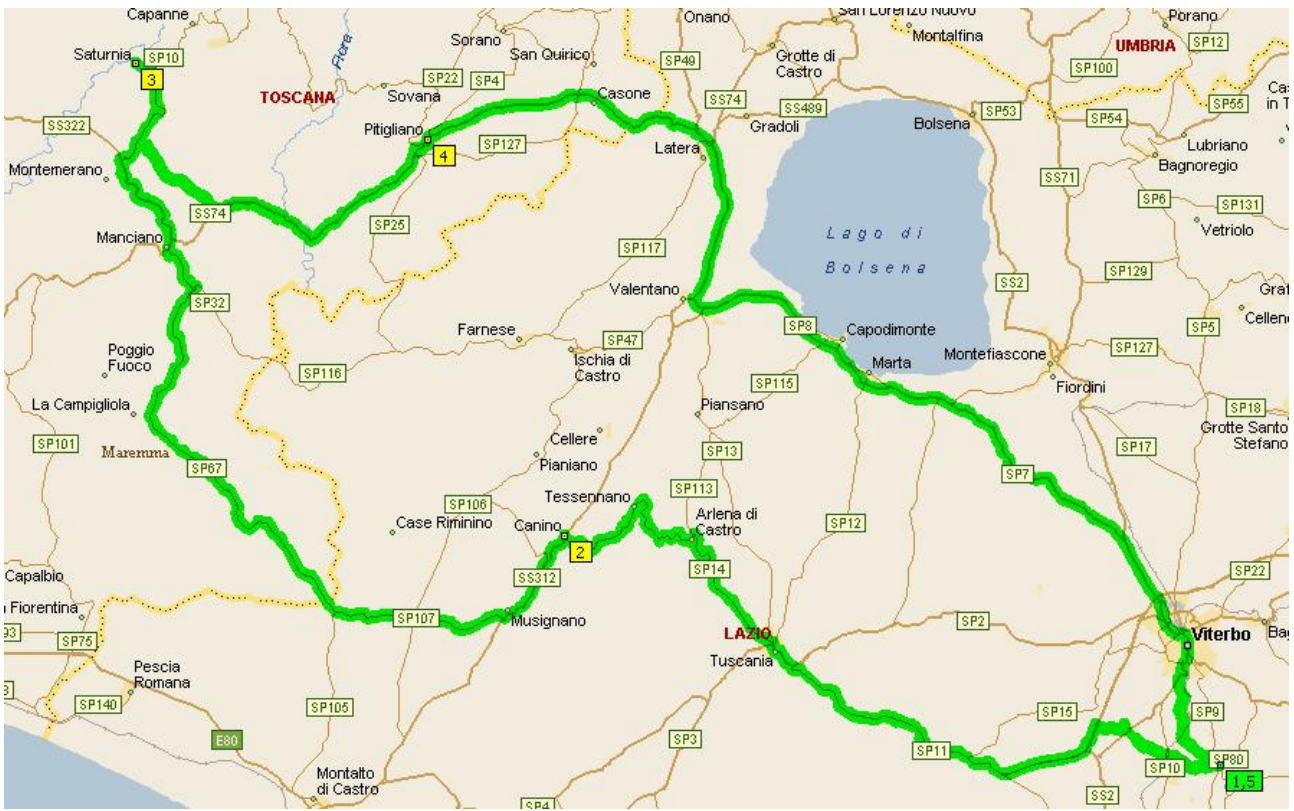 Capanne
Onano
San Lorenzo Nuovo
Montalfina
Porano
Saturnia
SP10
Sorano
San Quirico
SP49
Grotte di
Castro
UMBRIA
SP12
SP100
3
TOSCANA
Fiora
SP22
SP4
Sovana
Casone
SS74
SS489
Gradoli
Bolsena
SP53
SP55
SP54
Lubriano
Bagnoregio
SS322
Pitigliano
4
SP127
Latera
Montemerano
SS71
SP6
SP131
Vetriolo
SS74
SP25
Manciano
SP117
Lago di
Bolsena
SS2
SP129
SP32
Valentano
SP8
Capodimonte
SP5
Farnese
SP47
Ischia di
Castro
Marta
Montefiascone
SP127
Poggio
Fuoco
SP116
SP115
Fiordini
La Campigliola
Piansano
SP18
Grotte Santo
Stefano
SP101
Maremma
Cellere
Pianiano
SP13
SP17
SP67
SP7
Tessennano
SP113
SP106
Case Riminino
Canino
2
Arlena di
Castro
SP12
SP14
Capalbio
SS312
SP22
Fiorentina
SP107
Musignano
SP2
Viterbo
SP75
LAZIO
Tuscania
Pescia
Romana
SP140
SP105
SP15
SP9
E80
SP3
SP11
SP10
SP80
1,5
Montalto
di Castro
SP4
SS2